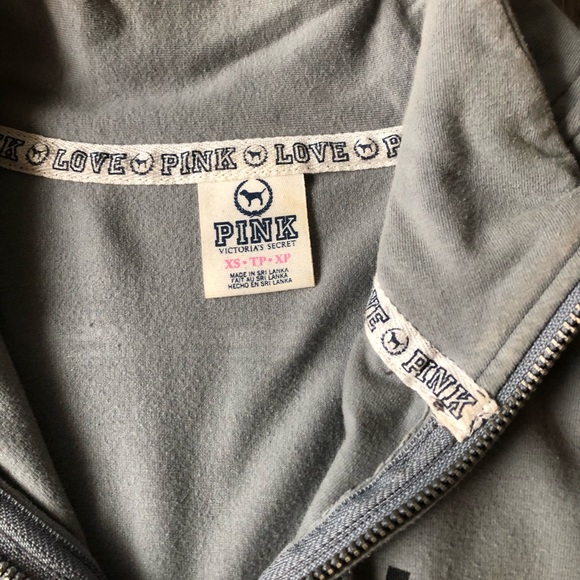 K LOVE PINK LOVE P
PINK
VICTORIA'S SECRET
XS • TP • XP
MADE IN SRI LANKA
FAIT AU SRI LANKA
HECHO EN SRI LANKA
VE PINK